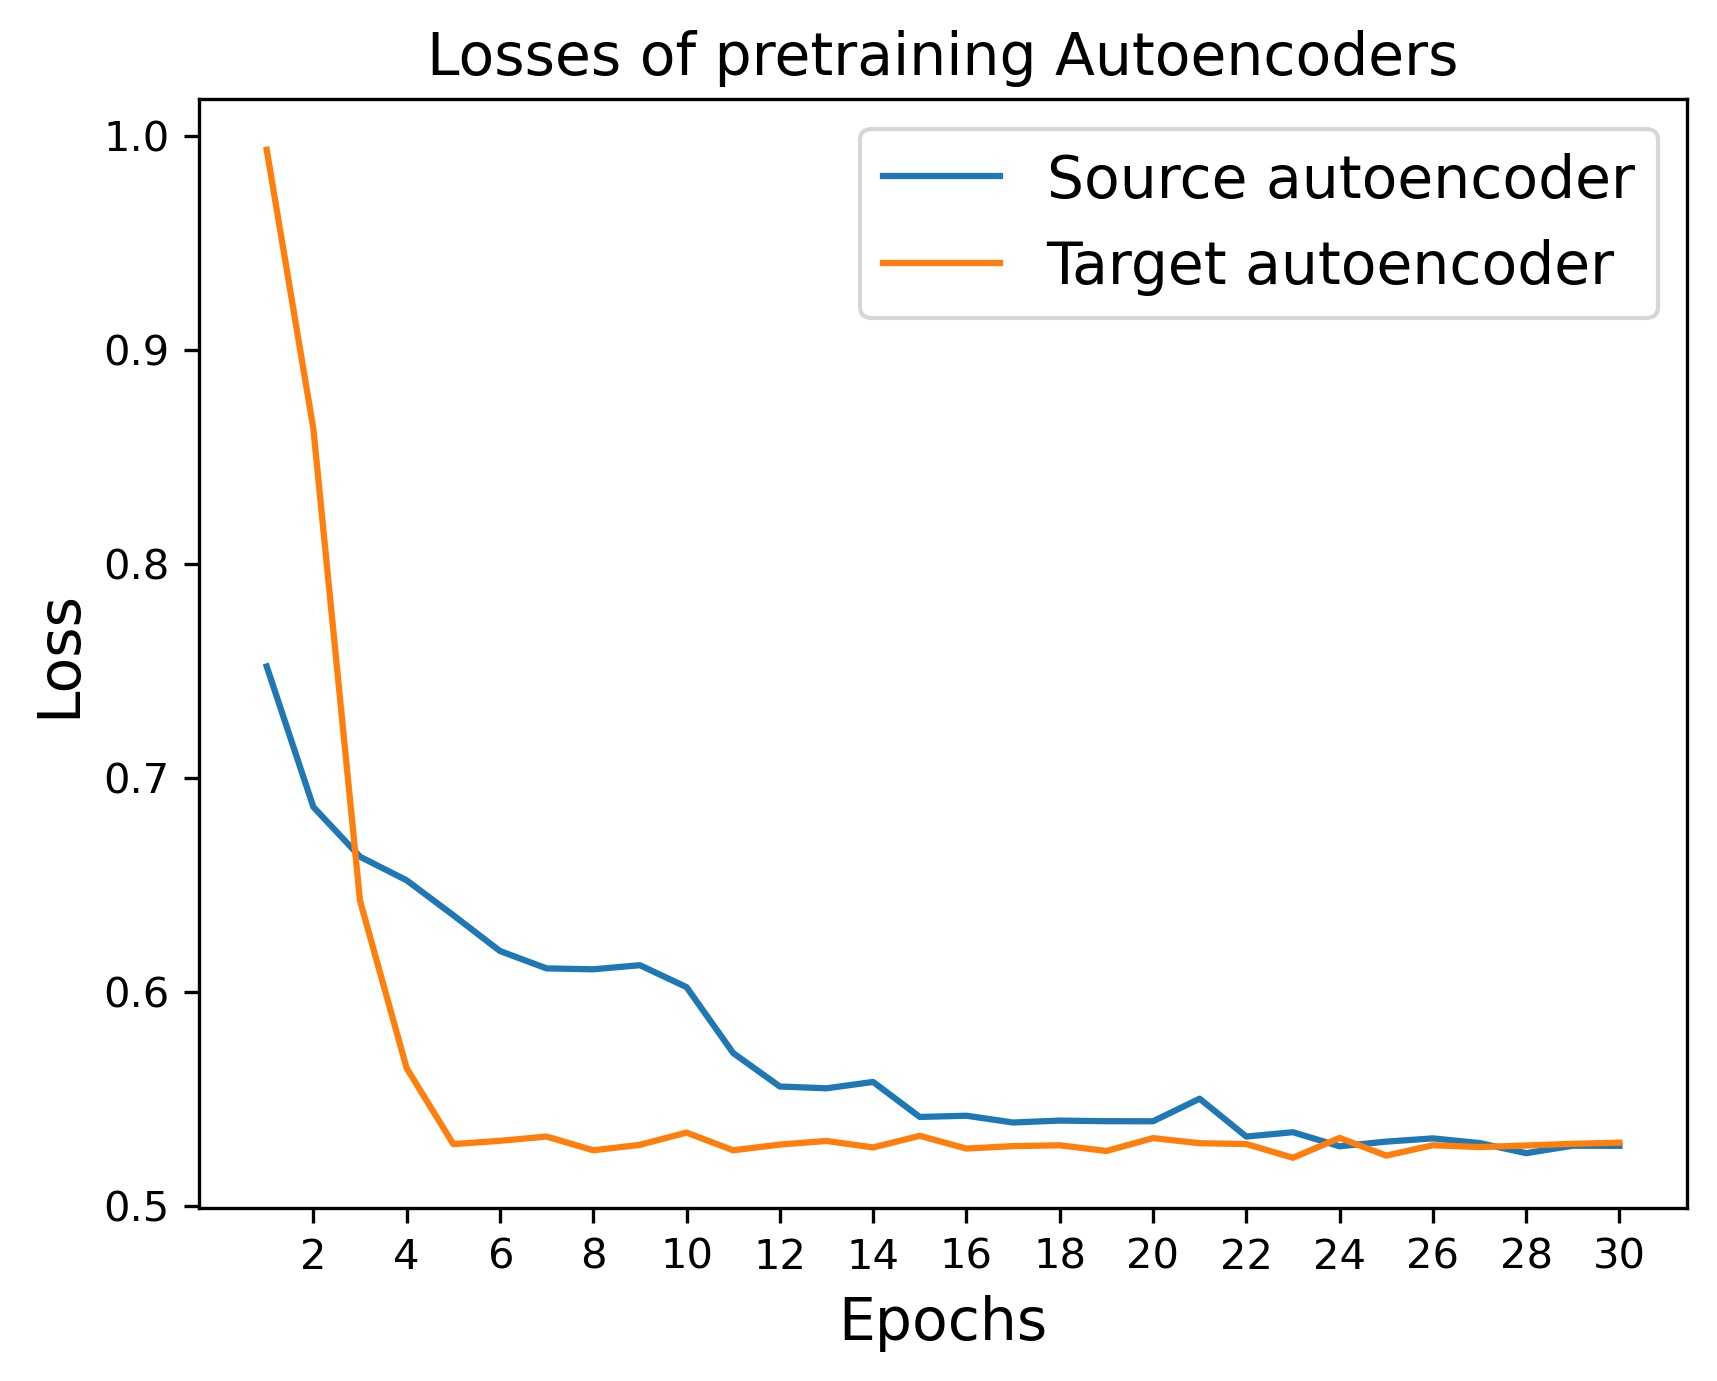 Losses of pretraining Autoencoders
Source autoencoder
Target autoencoder
Loss
1.0
0.9
0.8
0.7
0.6
0.5
2 4 6 8 10 12 14 16 18 20 22 24 26 28 30
Epochs